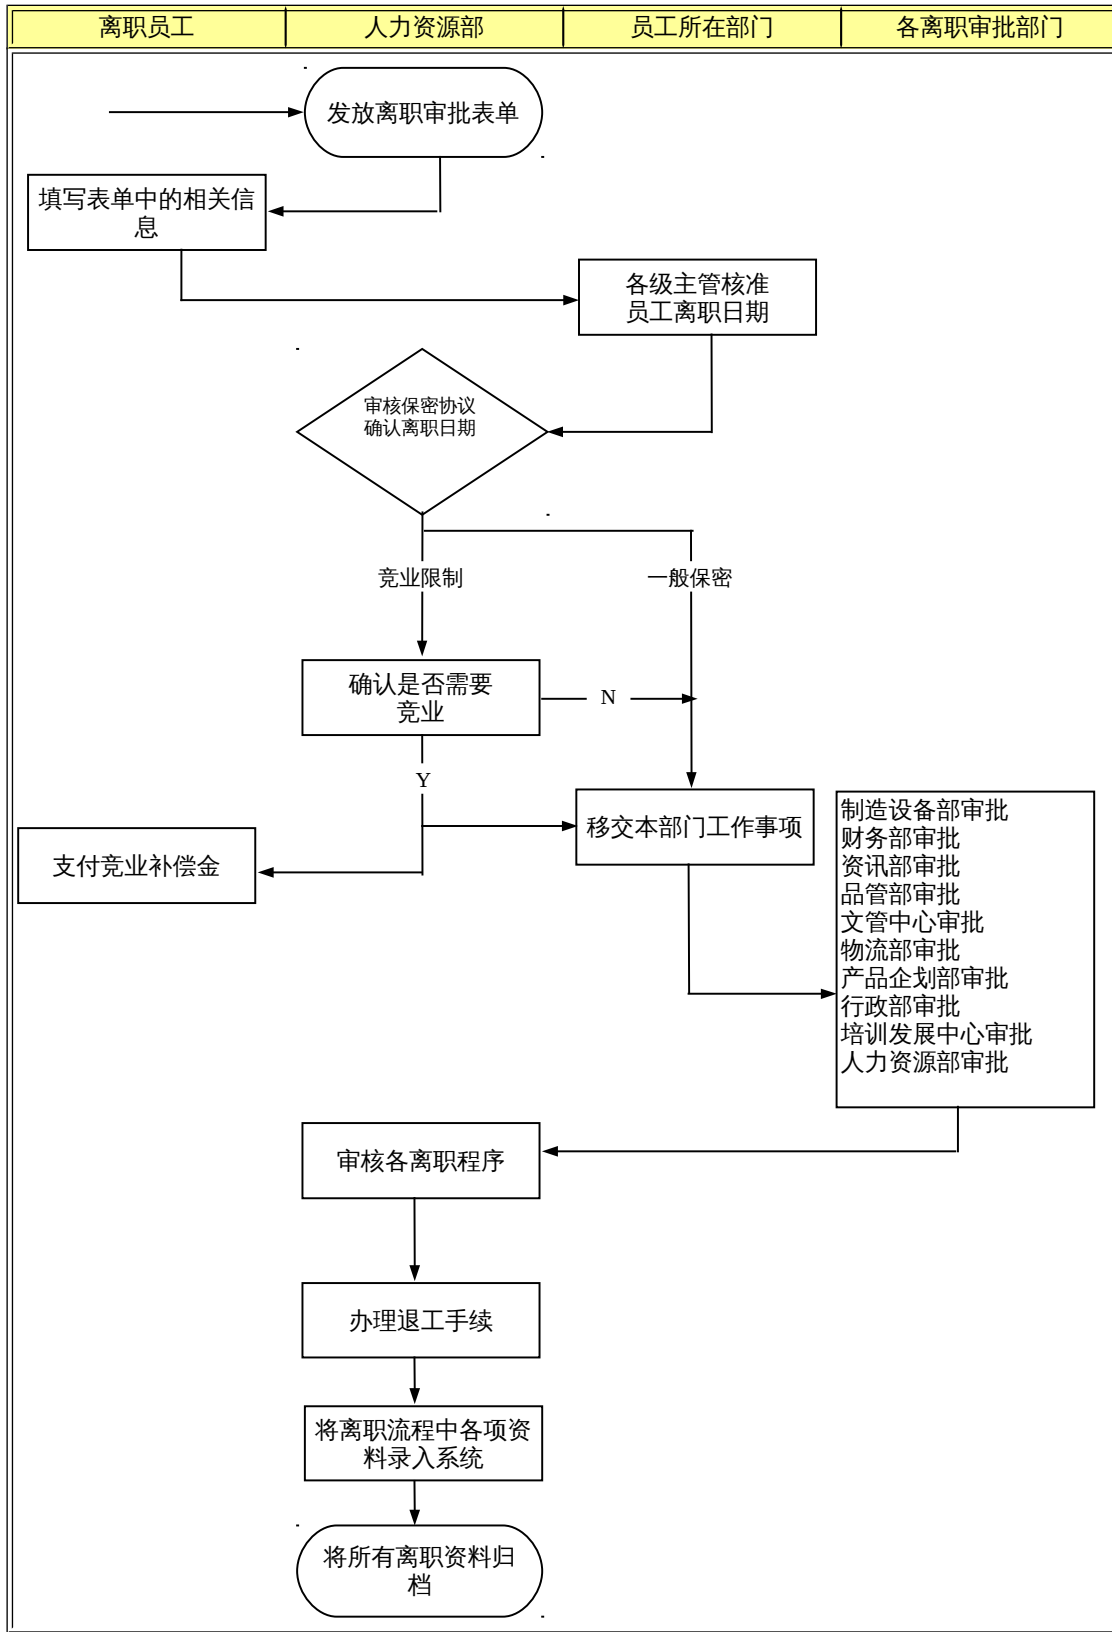 离职员工
人力资源部
员工所在部门
各离职审批部门
发放离职审批表单
填写表单中的相关信
息
各级主管核准
员工离职日期
审核保密协议
确认离职日期
竞业限制
一般保密
确认是否需要
竞业
N
Y
移交本部门工作事项
支付竞业补偿金
制造设备部审批
财务部审批
资讯部审批
品管部审批
文管中心审批
物流部审批
产品企划部审批
行政部审批
培训发展中心审批
人力资源部审批
审核各离职程序
办理退工手续
将离职流程中各项资
料录入系统
将所有离职资料归
档